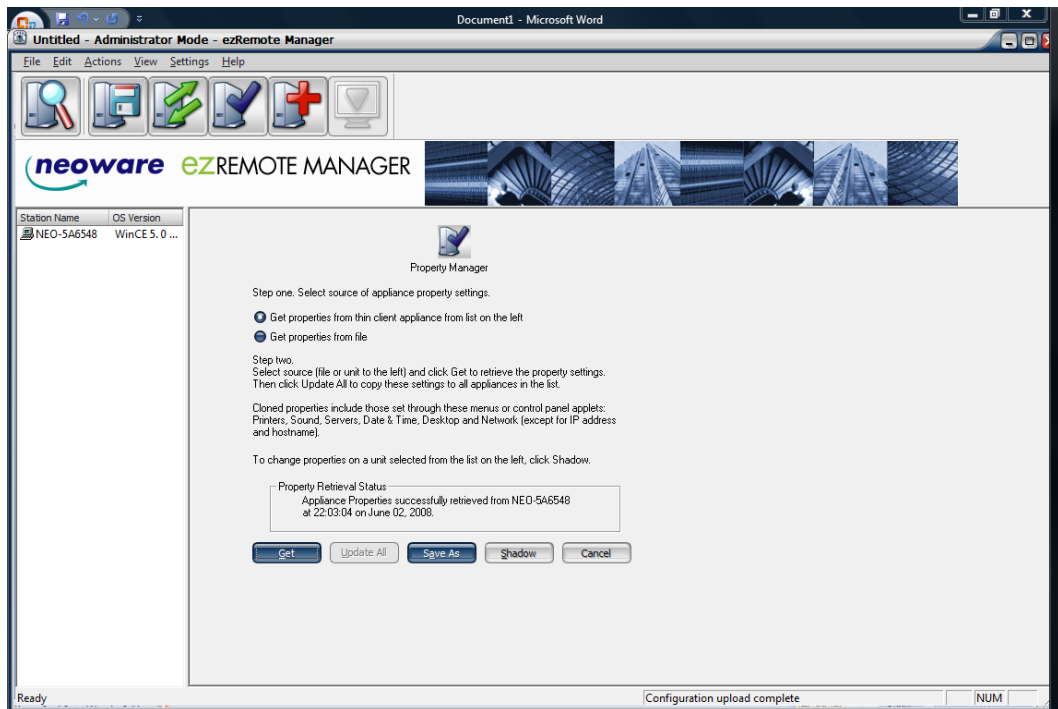 Document1 - Microsoft Word
Untitled - Administrator Mode - ezRemote Manager
File Edit Actions View Settings Help
neoware ezREMOTE MANAGER
Station Name OS Version
NEO-5A6548 WinCE 5. 0 ...
Property Manager
Step one. Select source of appliance property settings.
Get properties from thin client appliance from list on the left
Get properties from file
Step two.
Select source (file or unit to the left) and click Get to retrieve the property settings.
Then click Update All to copy these settings to all appliances in the list.
Cloned properties include those set through these menus or control panel applets:
Printers, Sound, Servers, Date & Time, Desktop and Network (except for IP address
and hostname).
To change properties on a unit selected from the list on the left, click Shadow.
Property Retrieval Status
Appliance Properties successfully retrieved from NEO-5A6548
at 22:03:04 on June 02, 2008.
Get Update All Save As Shadow Cancel
Ready Configuration upload complete NUM